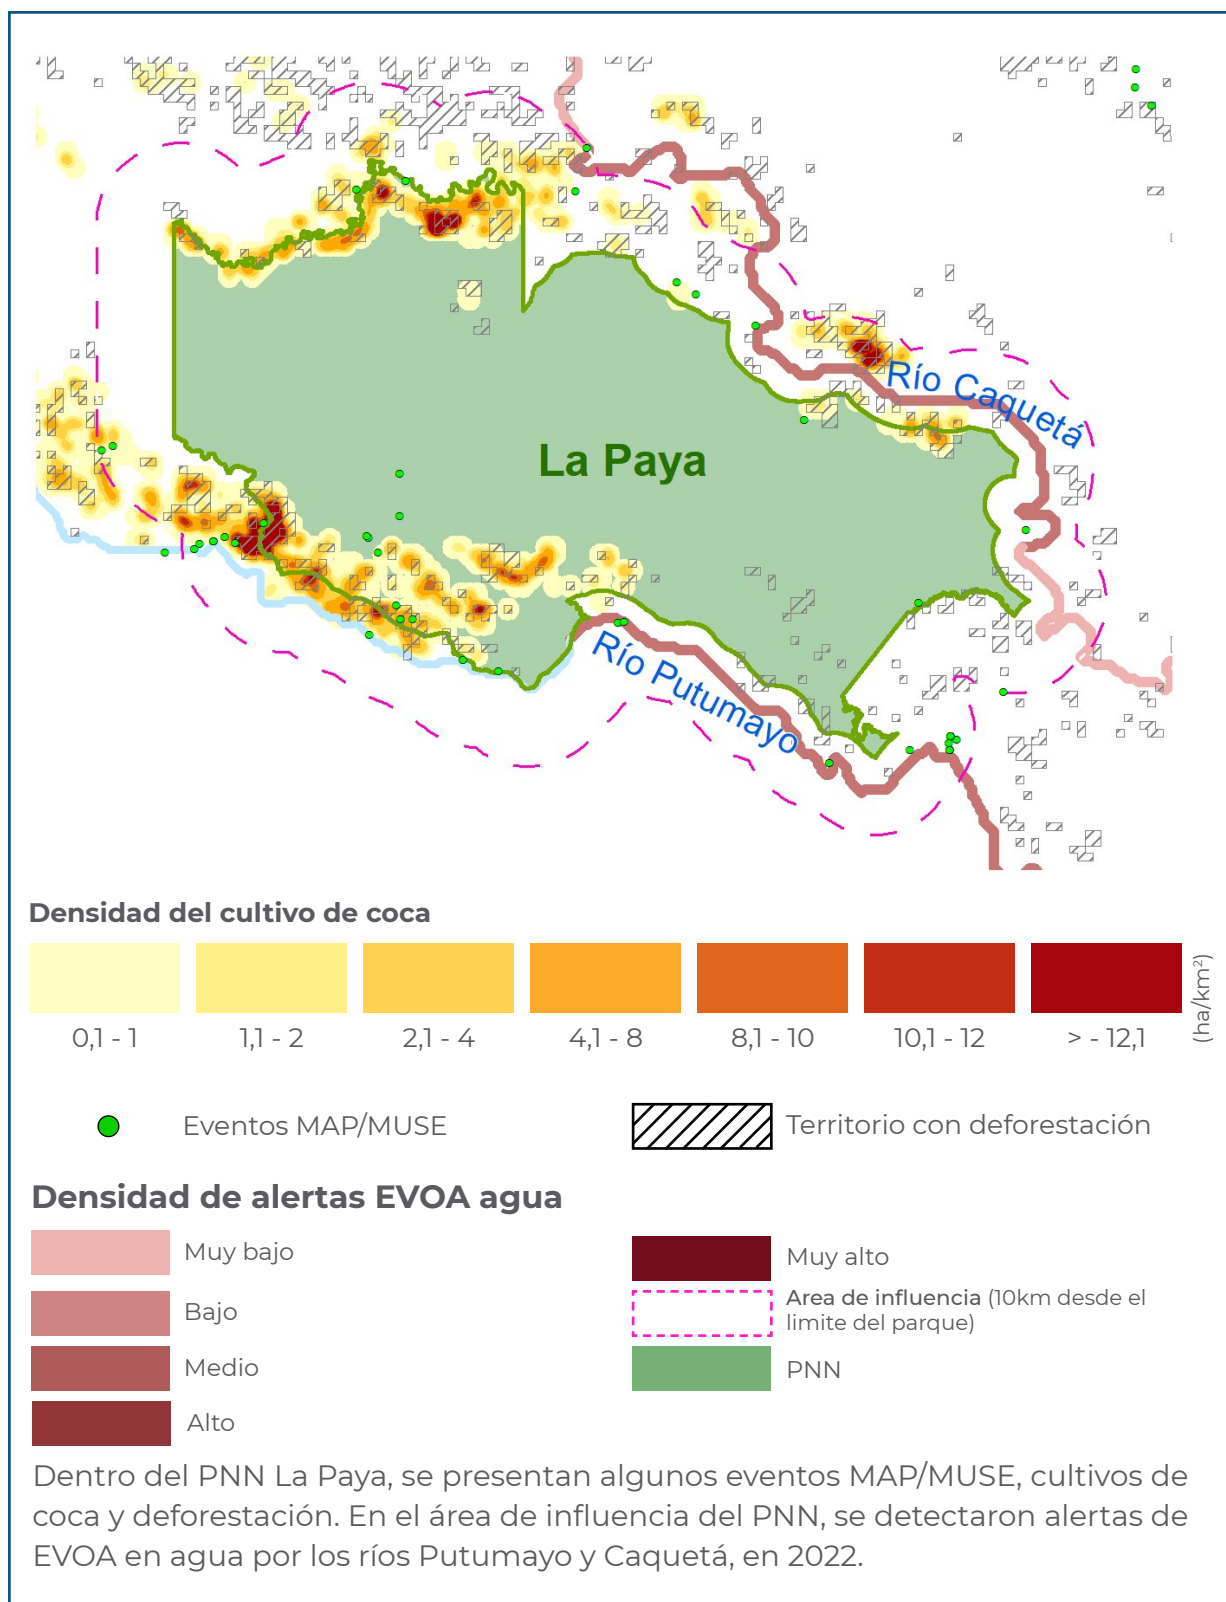 Río Caquetá
La Paya
Río Putumayo
Densidad del cultivo de coca
0,1 - 1
1,1 - 2
2,1 - 4
4,1 - 8
8,1 - 10
10,1 - 12
> - 12,1
(ha/km²)
Eventos MAP/MUSE
Territorio con deforestación
Densidad de alertas EVOA agua
Muy bajo
Bajo
Medio
Alto
Muy alto
Area de influencia (10km desde el
limite del parque)
PNN
Dentro del PNN La Paya, se presentan algunos eventos MAP/MUSE, cultivos de
coca y deforestación. En el área de influencia del PNN, se detectaron alertas de
EVOA en agua por los ríos Putumayo y Caquetá, en 2022.